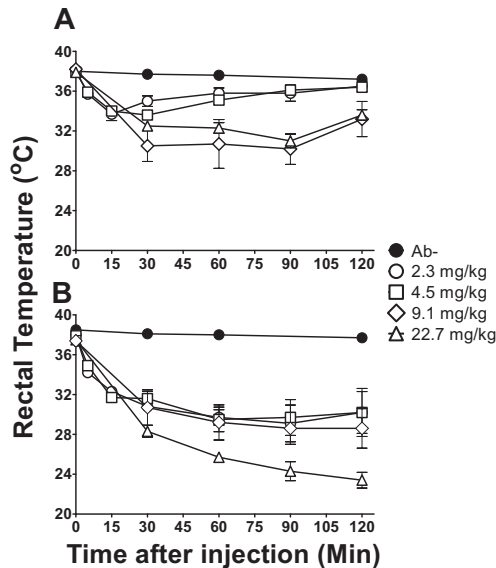 A
40
36
32
28
24
20
0 15 30 45 60 75 90 105 120
Ab-
2.3 mg/kg
4.5 mg/kg
9.1 mg/kg
22.7 mg/kg
B
40
36
32
28
24
20
0 15 30 45 60 75 90 105 120
Rectal Temperature (°C)
Time after injection (Min)